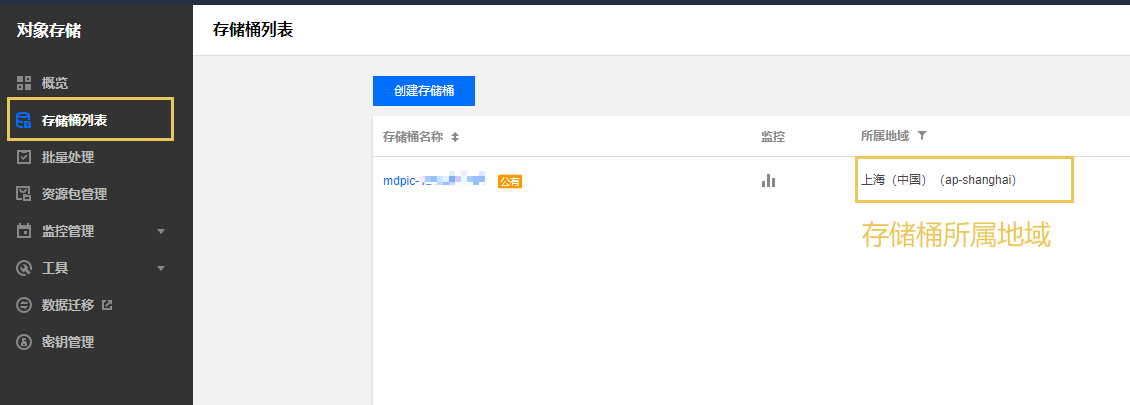 对象存储
存储桶列表
概览
存储桶列表
批量处理
资源包管理
监控管理
工具
数据迁移
密钥管理
创建存储桶
存储桶名称 监控 所属地域
mdpic- 公有 上海（中国）（ap-shanghai）
存储桶所属地域